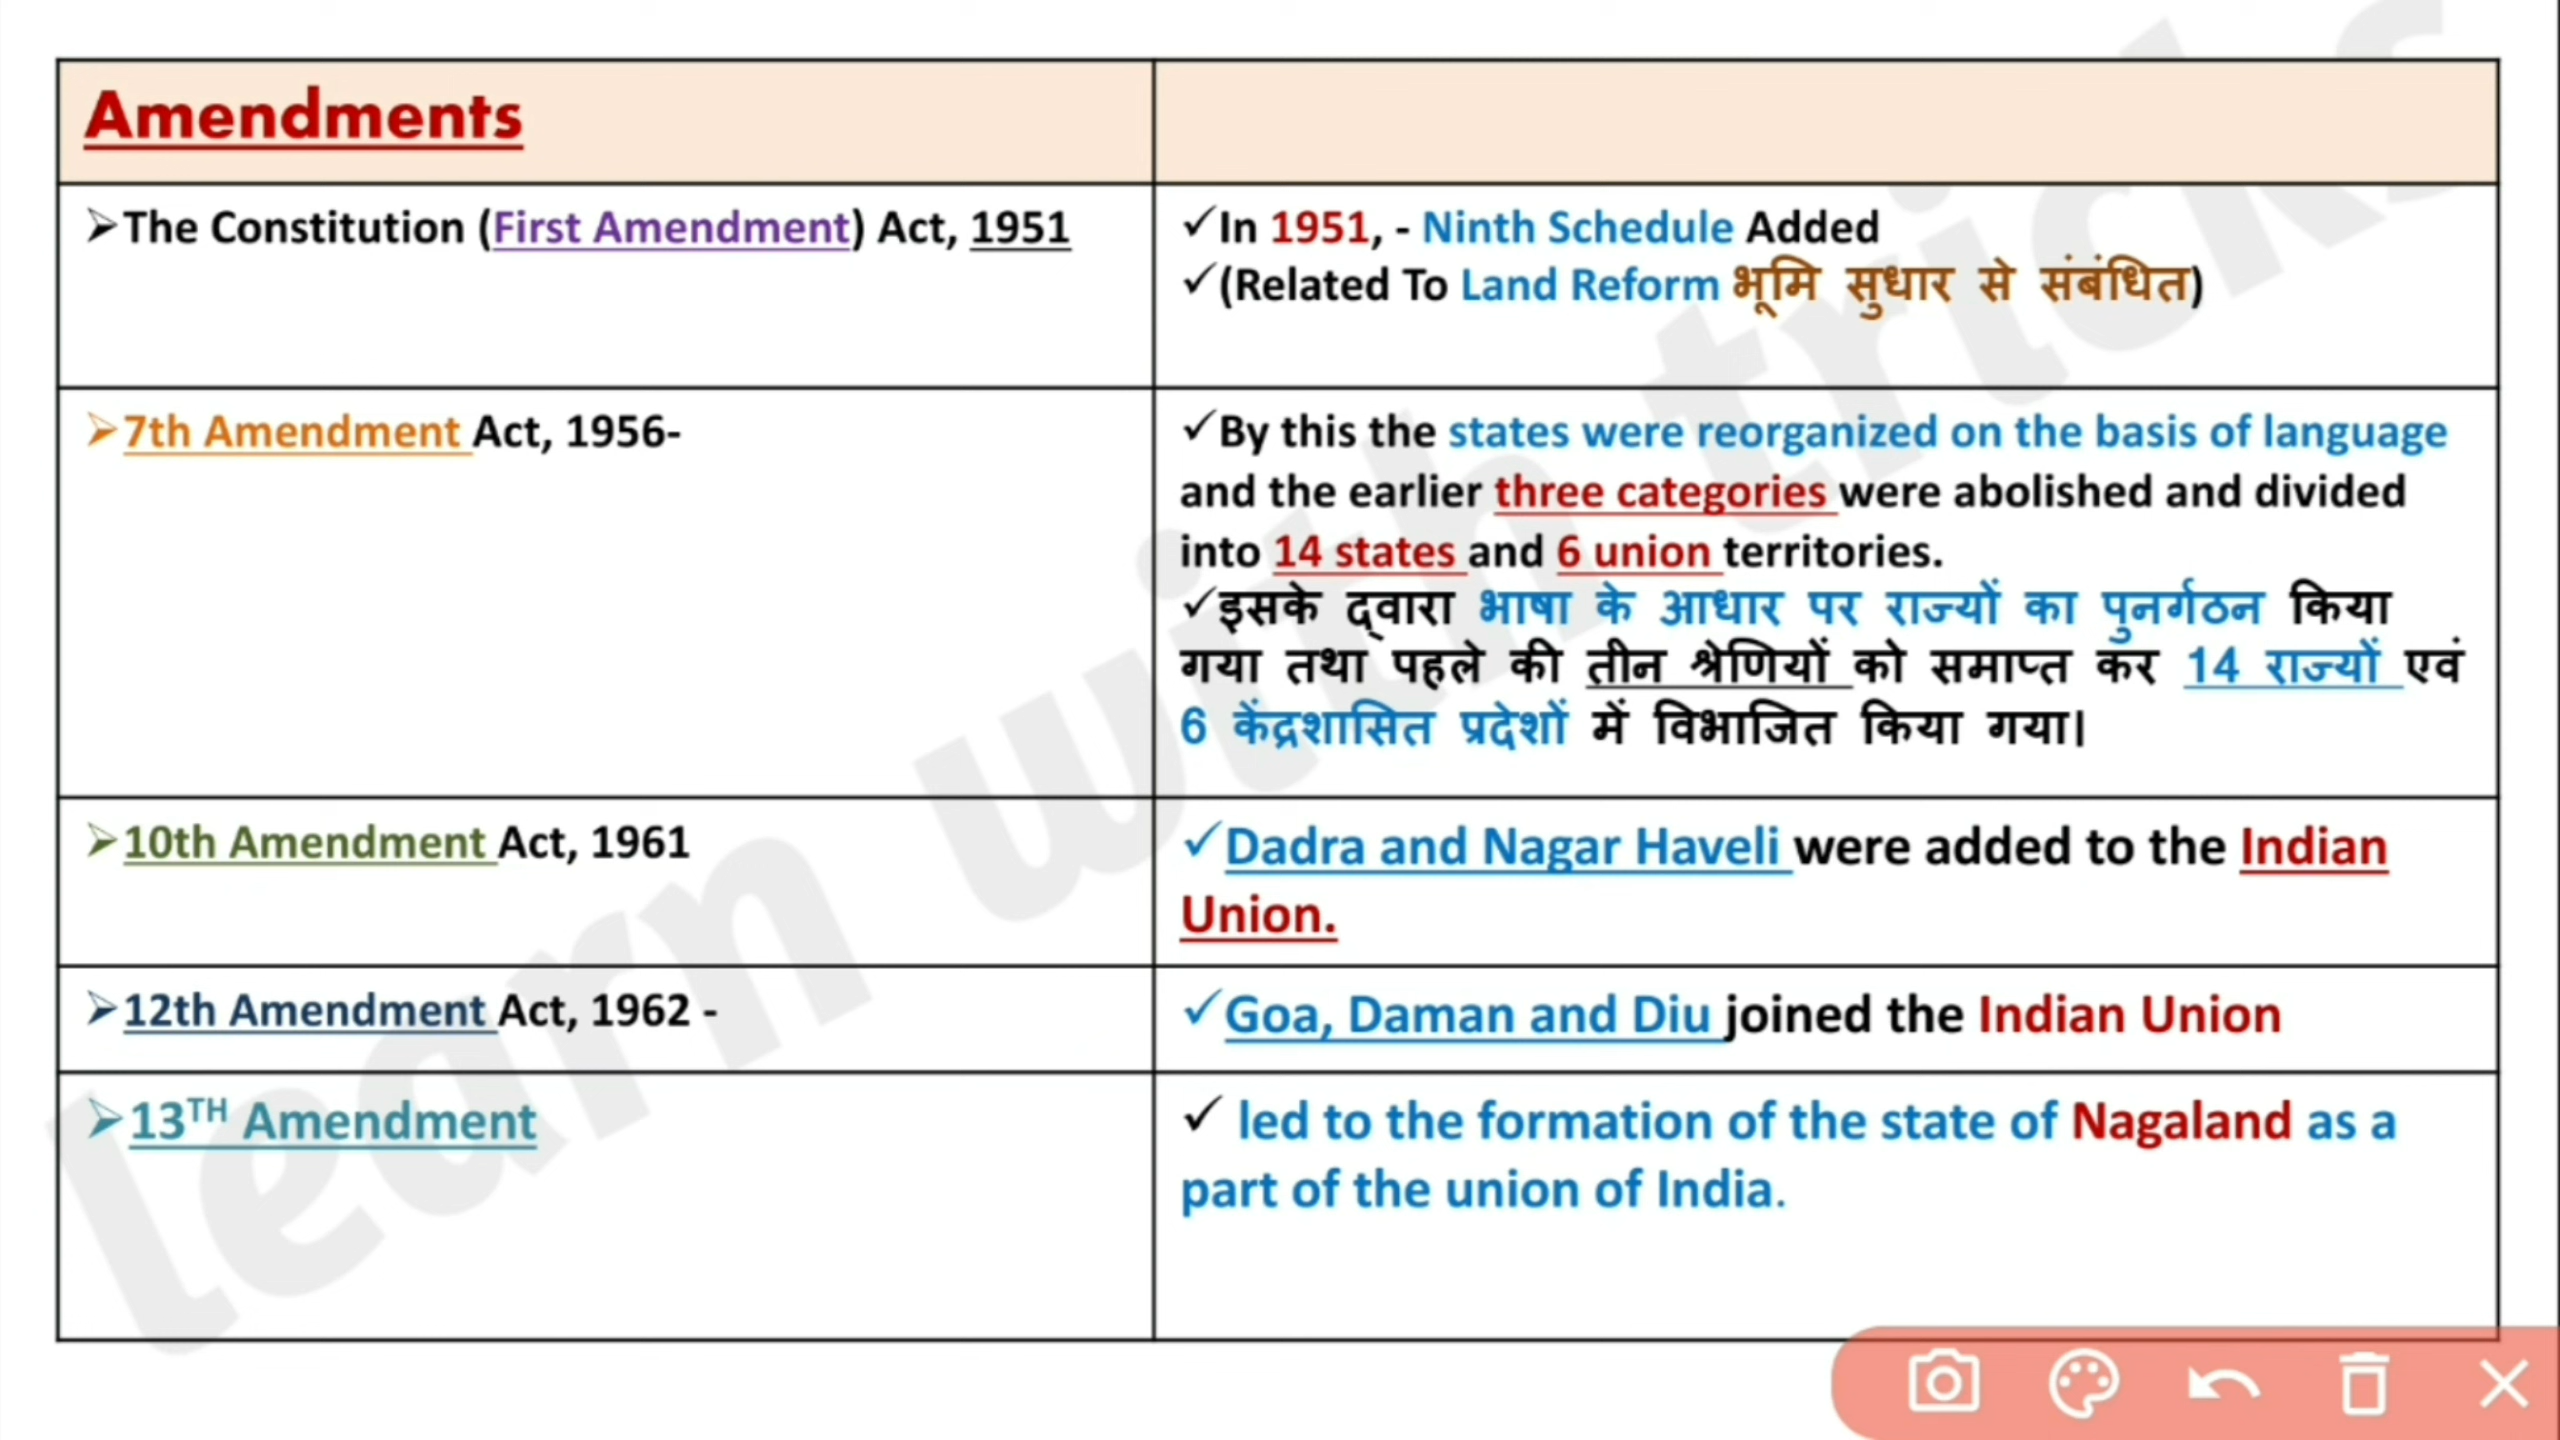 Amendments
➢The Constitution (First Amendment) Act, 1951
✓In 1951, - Ninth Schedule Added
✓(Related To Land Reform भूमि सुधार से संबंधित)
➢7th Amendment Act, 1956-
✓By this the states were reorganized on the basis of language
and the earlier three categories were abolished and divided
into 14 states and 6 union territories.
✓इसके द्वारा भाषा के आधार पर राज्यों का पुनर्गठन किया
गया तथा पहले की तीन श्रेणियों को समाप्त कर 14 राज्यों एवं
6 केंद्रशासित प्रदेशों में विभाजित किया गया।
➢10th Amendment Act, 1961
✓Dadra and Nagar Haveli were added to the Indian
Union.
➢12th Amendment Act, 1962 -
✓Goa, Daman and Diu joined the Indian Union
➢13TH Amendment
✓ led to the formation of the state of Nagaland as a
part of the union of India.
learn with tricks